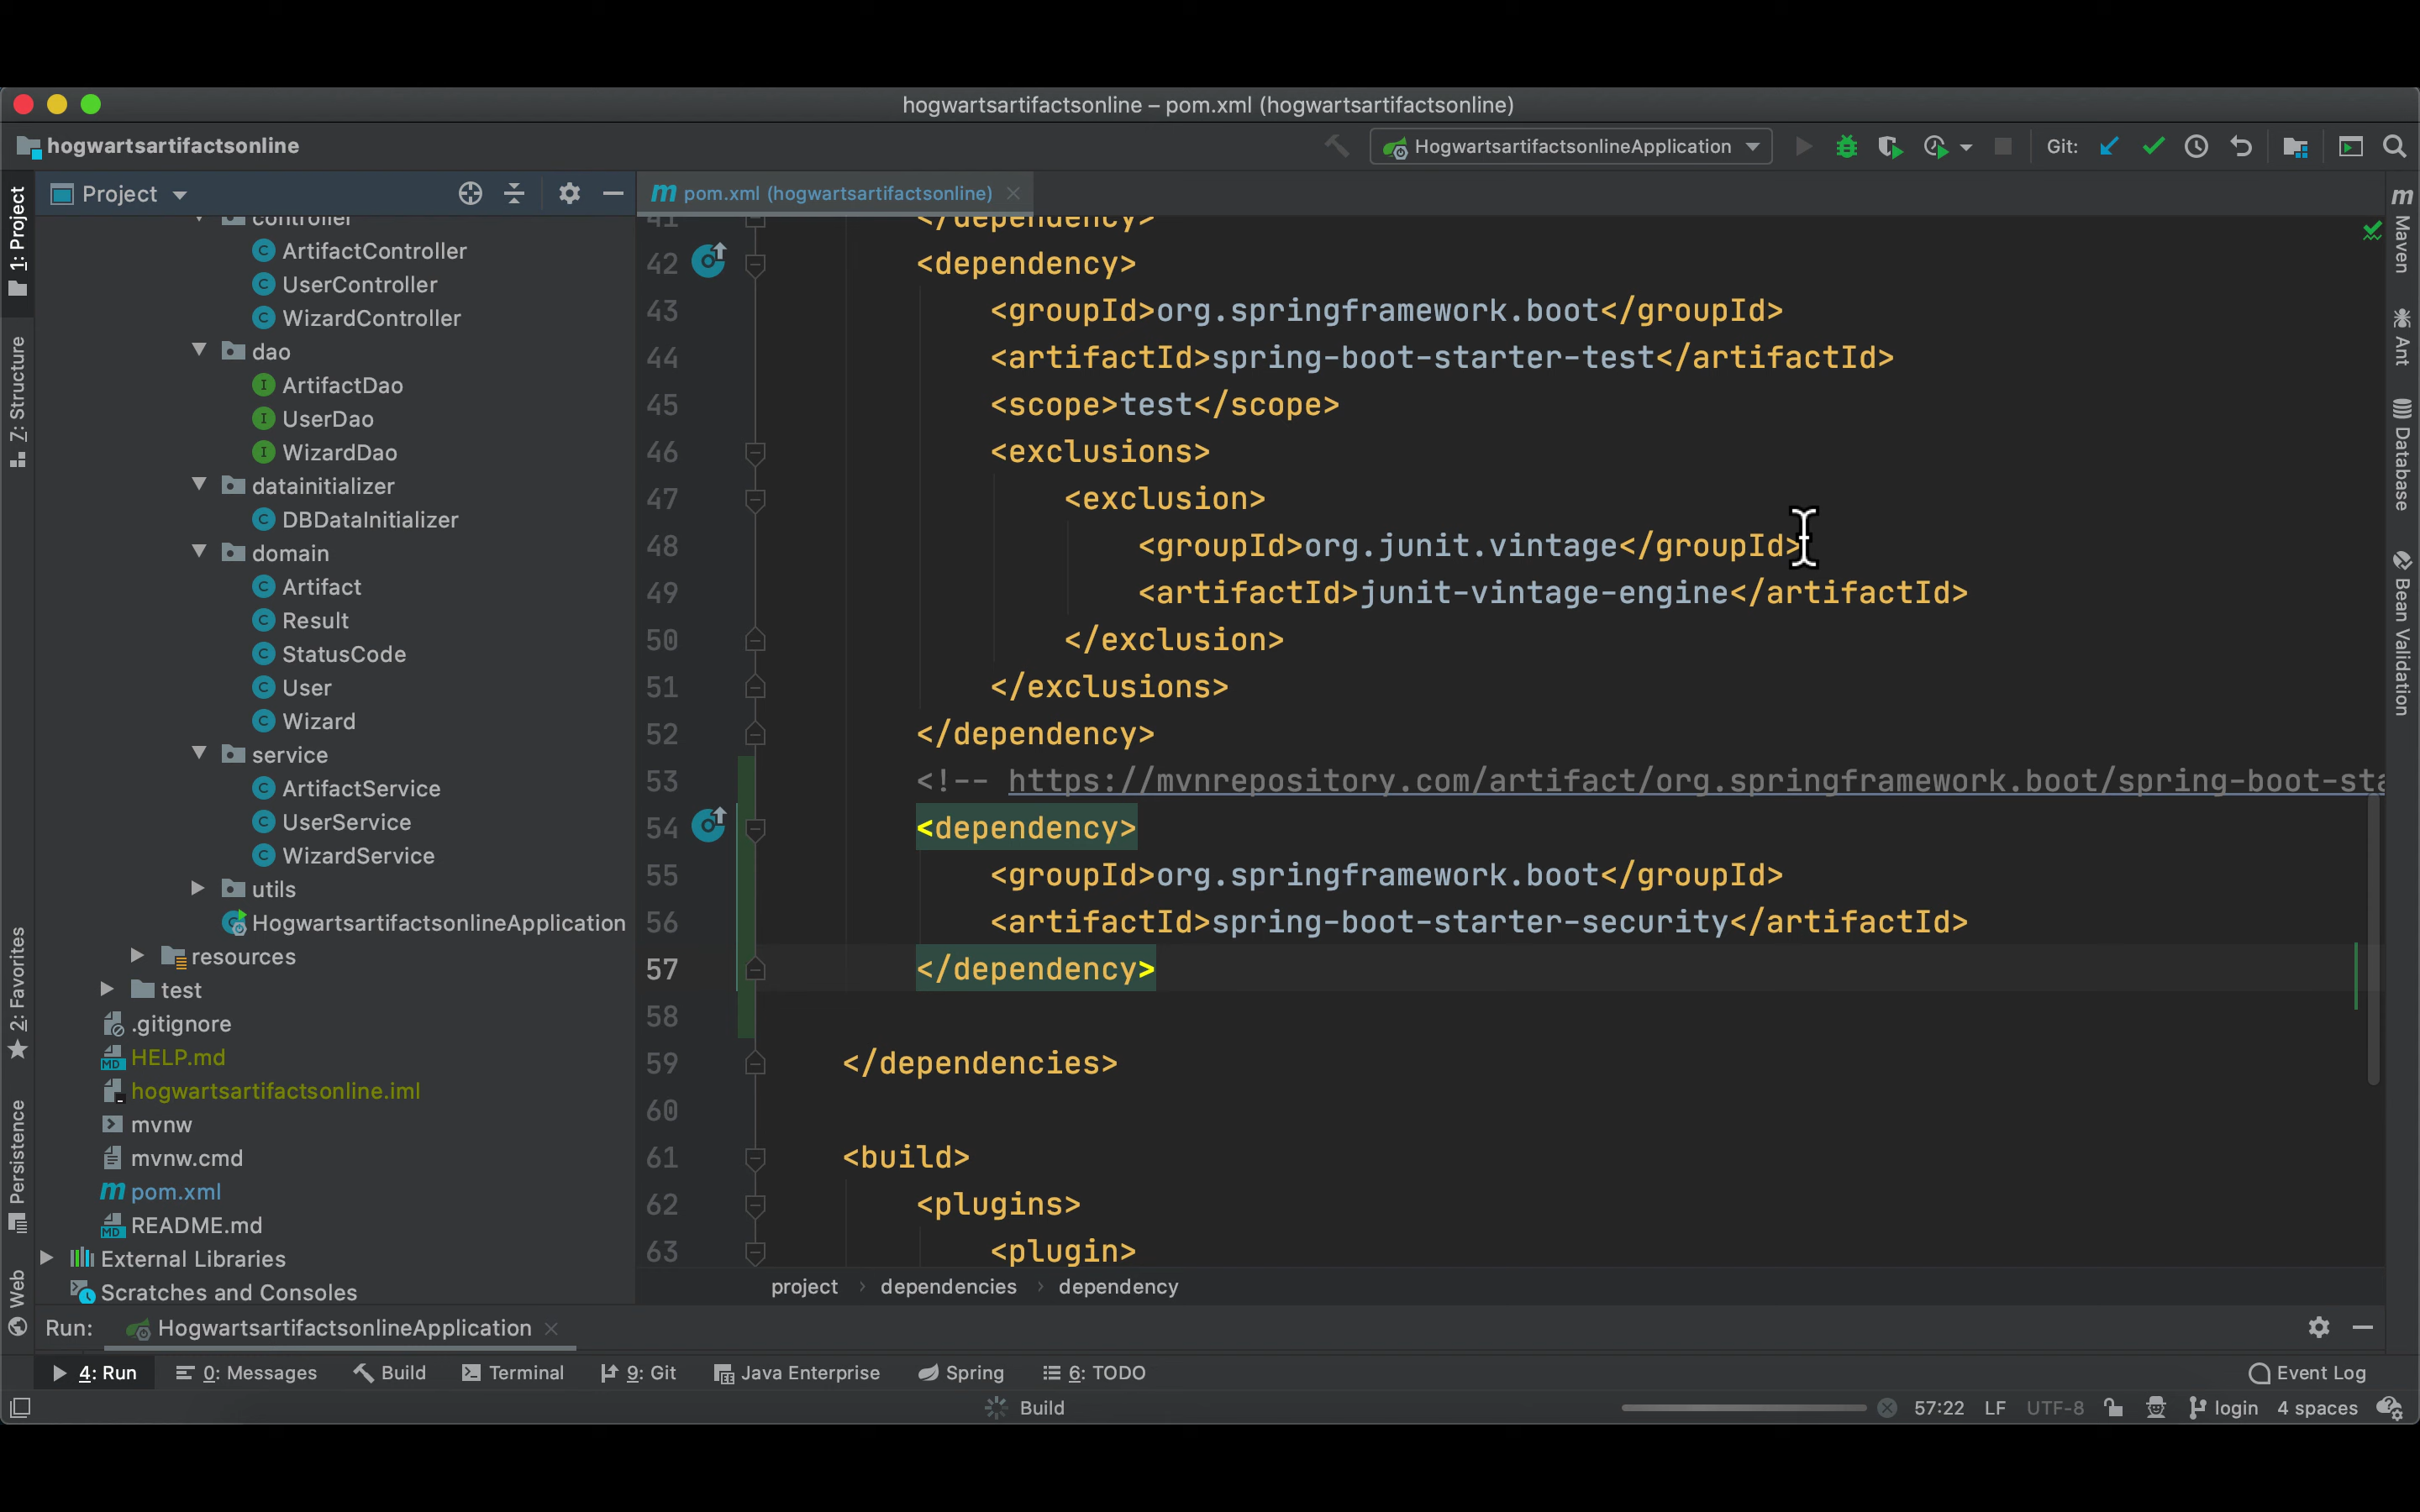 hogwartsartifactsonline – pom.xml (hogwartsartifactsonline)
hogwartsartifactsonline
HogwartsartifactsonlineApplication
Git:
1: Project
7: Structure
2: Favorites
Persistence
Web
Project
controller
ArtifactController
UserController
WizardController
dao
ArtifactDao
UserDao
WizardDao
datainitializer
DBDataInitializer
domain
Artifact
Result
StatusCode
User
Wizard
service
ArtifactService
UserService
WizardService
utils
HogwartsartifactsonlineApplication
resources
test
.gitignore
HELP.md
hogwartsartifactsonline.iml
mvnw
mvnw.cmd
pom.xml
README.md
External Libraries
Scratches and Consoles
pom.xml (hogwartsartifactsonline)
41 </dependency>
42 <dependency>
43 <groupId>org.springframework.boot</groupId>
44 <artifactId>spring-boot-starter-test</artifactId>
45 <scope>test</scope>
46 <exclusions>
47 <exclusion>
48 <groupId>org.junit.vintage</groupId>
49 <artifactId>junit-vintage-engine</artifactId>
50 </exclusion>
51 </exclusions>
52 </dependency>
53 <!-- https://mvnrepository.com/artifact/org.springframework.boot/spring-boot-sta
54 <dependency>
55 <groupId>org.springframework.boot</groupId>
56 <artifactId>spring-boot-starter-security</artifactId>
57 </dependency>
58
59 </dependencies>
60
61 <build>
62 <plugins>
63 <plugin>
project › dependencies › dependency
Maven
Ant
Database
Bean Validation
Run: HogwartsartifactsonlineApplication
4: Run 0: Messages Build Terminal 9: Git Java Enterprise Spring 6: TODO Event Log
Build 57:22 LF UTF-8 login 4 spaces